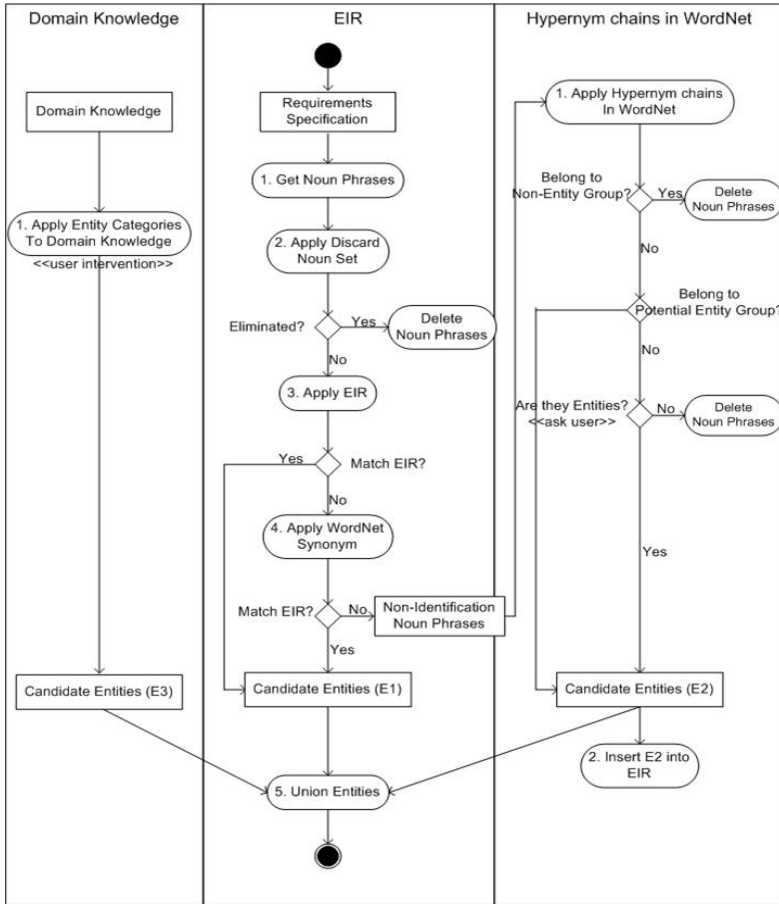 Domain Knowledge
EIR
Hypernym chains in WordNet
Domain Knowledge
1. Apply Entity Categories
To Domain Knowledge
<<user intervention>>
Candidate Entities (E3)
Requirements
Specification
1. Get Noun Phrases
2. Apply Discard
Noun Set
Eliminated?
Yes
Delete
Noun Phrases
No
3. Apply EIR
Yes
Match EIR?
No
4. Apply WordNet
Synonym
Match EIR?
No
Non-Identification
Noun Phrases
Yes
Candidate Entities (E1)
5. Union Entities
1. Apply Hypernym chains
In WordNet
Belong to
Non-Entity Group?
Yes
Delete
Noun Phrases
No
Belong to
Potential Entity Group?
No
Are they Entities?
<<ask user>>
No
Delete
Noun Phrases
Yes
Candidate Entities (E2)
2. Insert E2 into
EIR